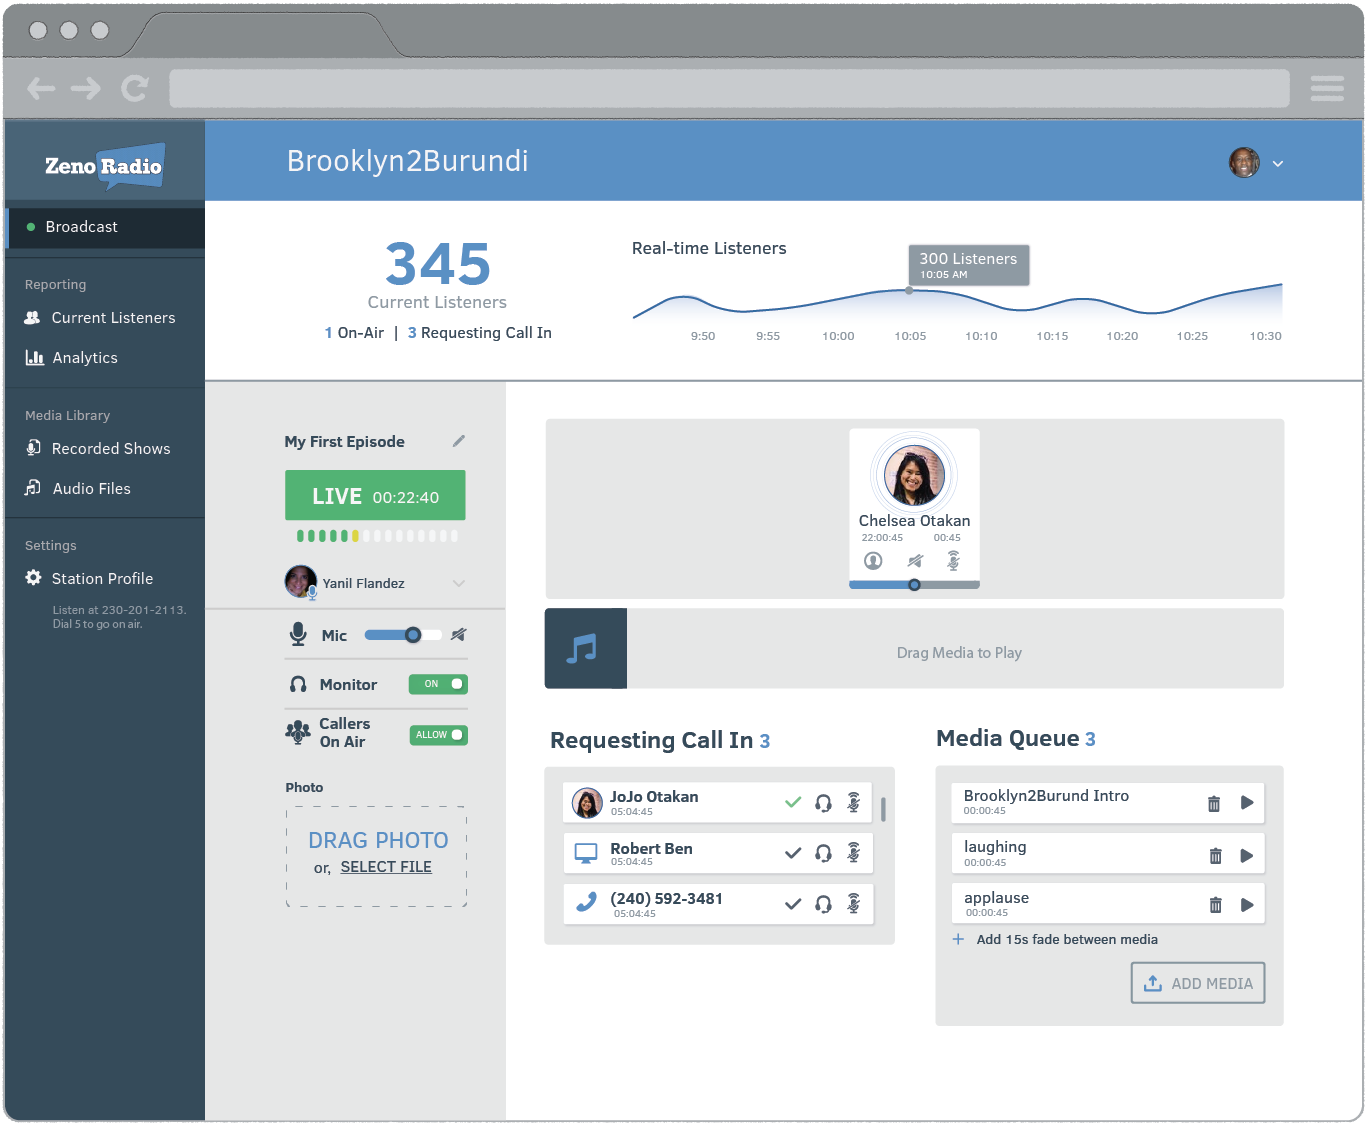 Zeno Radio
Brooklyn2Burundi
Broadcast
Reporting
Current Listeners
Analytics
Media Library
Recorded Shows
Audio Files
Settings
Station Profile
Listen at 230-201-2113.
Dial 5 to go on air.
345
Current Listeners
1 On-Air | 3 Requesting Call In
Real-time Listeners
300 Listeners
10:05 AM
9:50 9:55 10:00 10:05 10:10 10:15 10:20 10:25 10:30
My First Episode
LIVE 00:22:40
Yanil Flandez
Mic
Monitor ON
Callers
On Air ALLOW
Photo
DRAG PHOTO
or, SELECT FILE
Chelsea Otakan
22:00:45 00:45
Drag Media to Play
Requesting Call In 3
JoJo Otakan
05:04:45
Robert Ben
05:04:45
(240) 592-3481
05:04:45
Media Queue 3
Brooklyn2Burund Intro
00:00:45
laughing
00:00:45
applause
00:00:45
+ Add 15s fade between media
ADD MEDIA